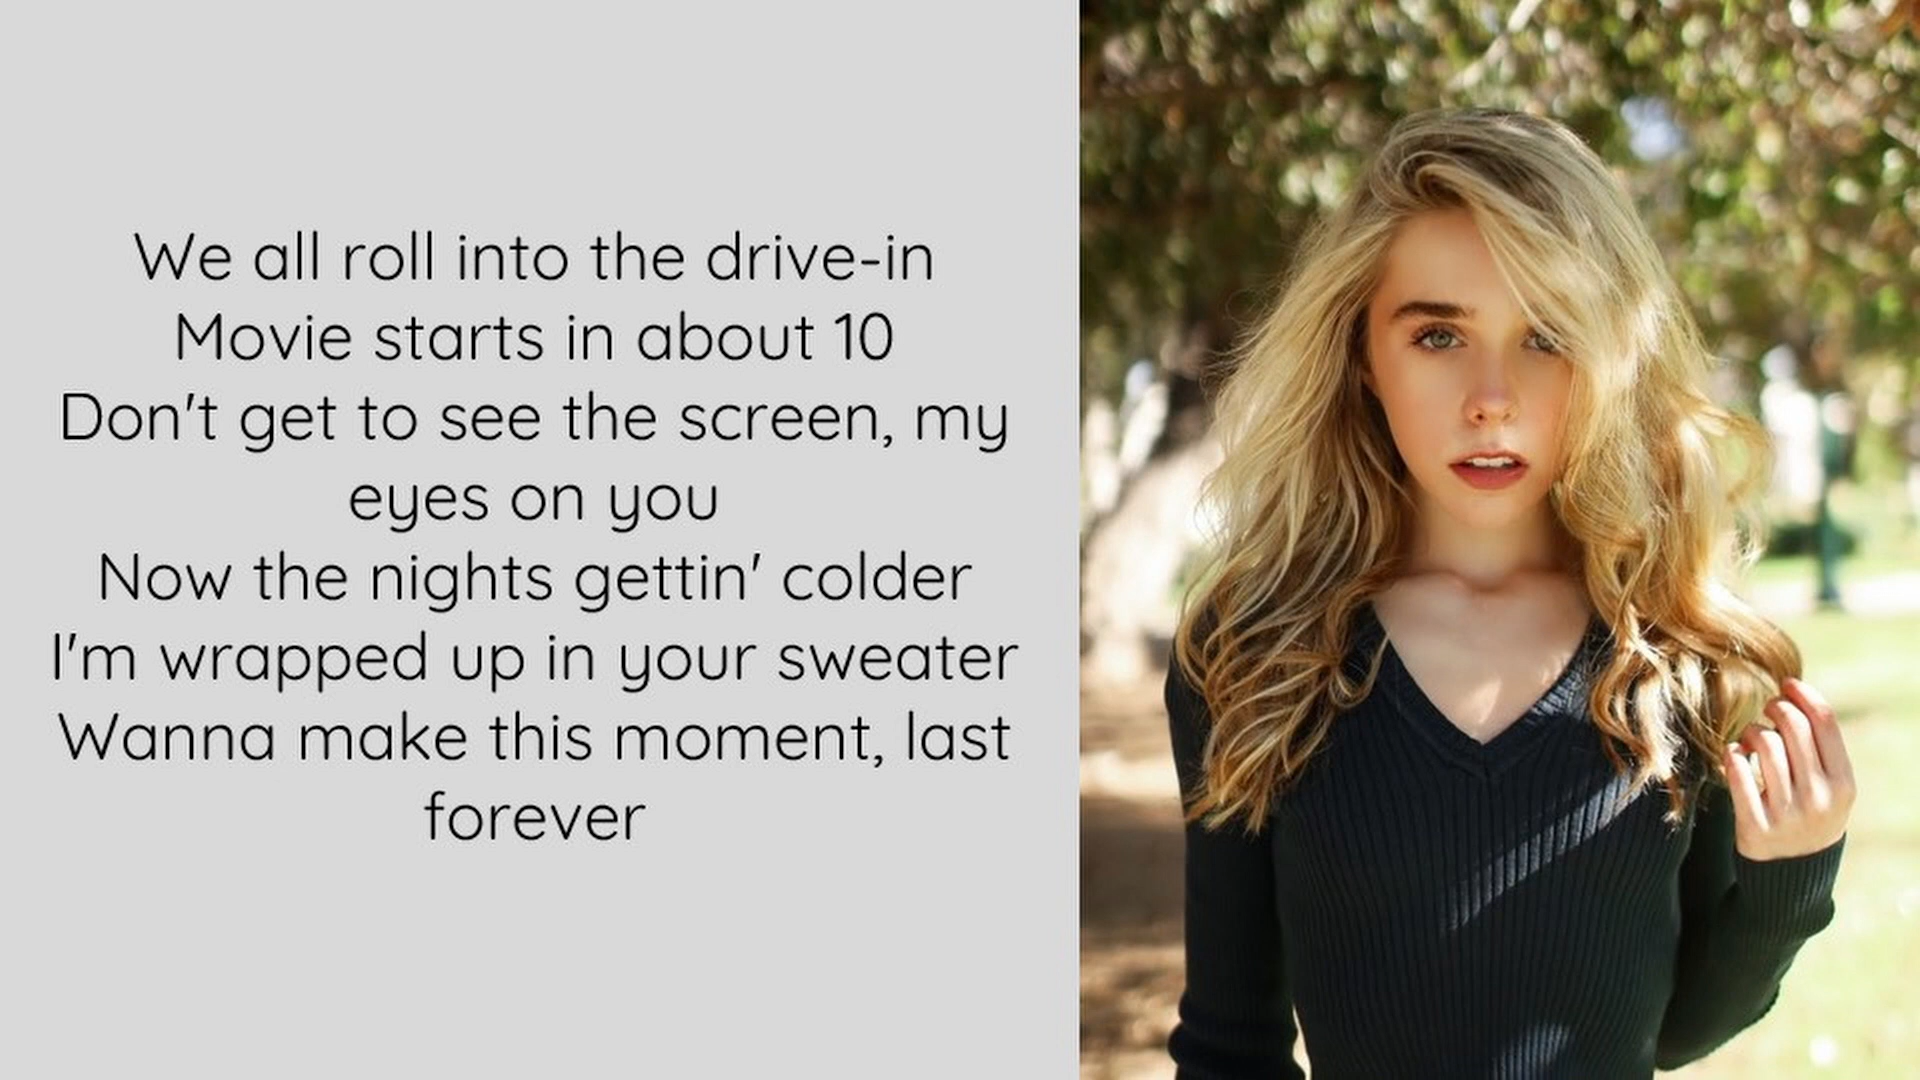 We all roll into the drive-in
Movie starts in about 10
Don't get to see the screen, my
eyes on you
Now the nights gettin' colder
I'm wrapped up in your sweater
Wanna make this moment, last
forever